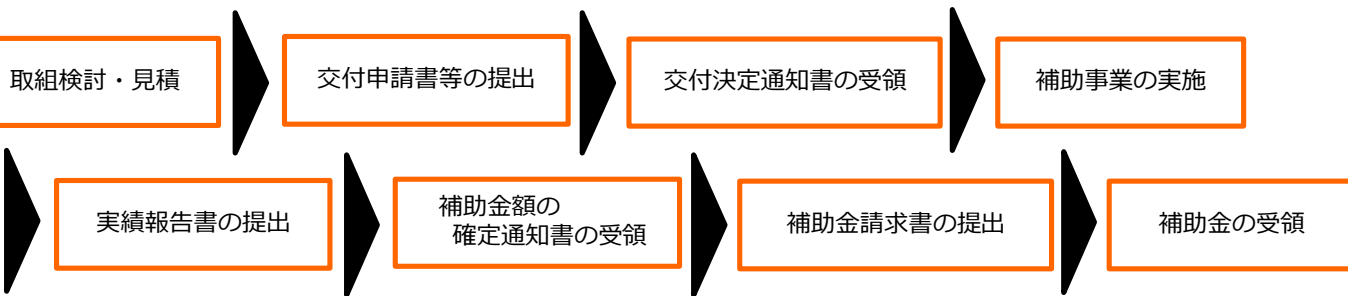 取組検討・見積
交付申請書等の提出
交付決定通知書の受領
補助事業の実施
実績報告書の提出
補助金額の
確定通知書の受領
補助金請求書の提出
補助金の受領